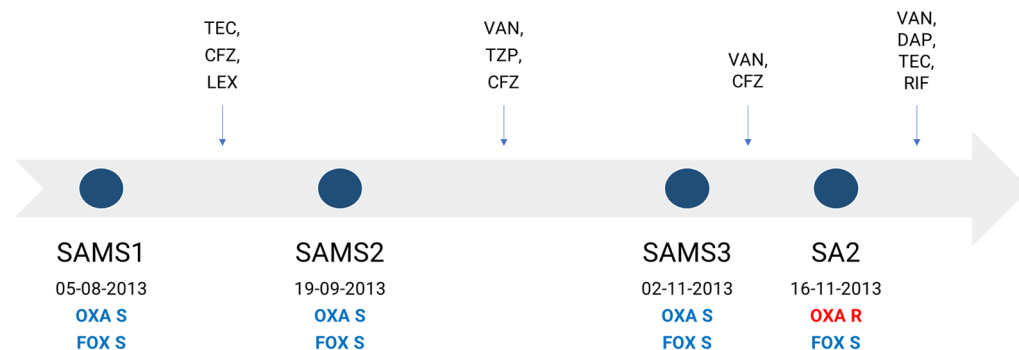 TEC,
CFZ,
LEX
VAN,
TZP,
CFZ
VAN,
CFZ
VAN,
DAP,
TEC,
RIF
SAMS1
05-08-2013
OXA S
FOX S
SAMS2
19-09-2013
OXA S
FOX S
SAMS3
02-11-2013
OXA S
FOX S
SA2
16-11-2013
OXA R
FOX S